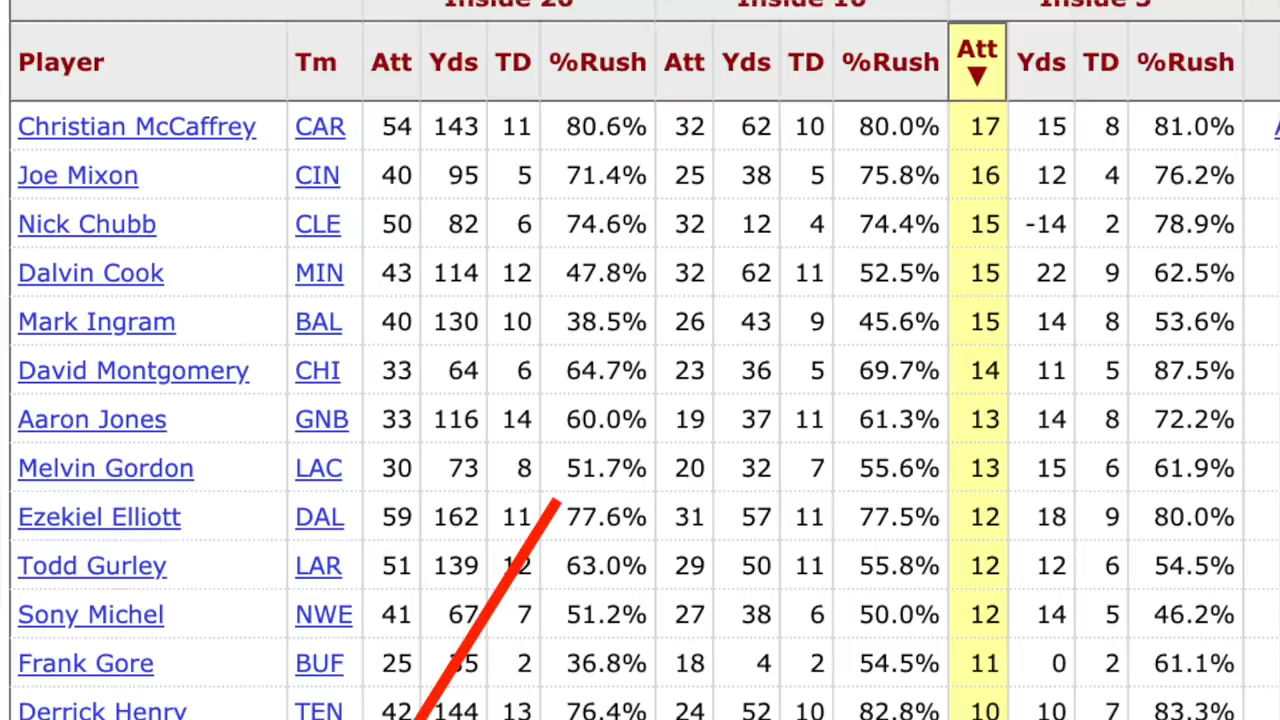 Inside 20 Inside 10 Inside 5
Player Tm Att Yds TD %Rush Att Yds TD %Rush Att ▼ Yds TD %Rush
Christian McCaffrey CAR 54 143 11 80.6% 32 62 10 80.0% 17 15 8 81.0%
Joe Mixon CIN 40 95 5 71.4% 25 38 5 75.8% 16 12 4 76.2%
Nick Chubb CLE 50 82 6 74.6% 32 12 4 74.4% 15 -14 2 78.9%
Dalvin Cook MIN 43 114 12 47.8% 32 62 11 52.5% 15 22 9 62.5%
Mark Ingram BAL 40 130 10 38.5% 26 43 9 45.6% 15 14 8 53.6%
David Montgomery CHI 33 64 6 64.7% 23 36 5 69.7% 14 11 5 87.5%
Aaron Jones GNB 33 116 14 60.0% 19 37 11 61.3% 13 14 8 72.2%
Melvin Gordon LAC 30 73 8 51.7% 20 32 7 55.6% 13 15 6 61.9%
Ezekiel Elliott DAL 59 162 11 77.6% 31 57 11 77.5% 12 18 9 80.0%
Todd Gurley LAR 51 139 12 63.0% 29 50 11 55.8% 12 12 6 54.5%
Sony Michel NWE 41 67 7 51.2% 27 38 6 50.0% 12 14 5 46.2%
Frank Gore BUF 25 35 2 36.8% 18 4 2 54.5% 11 0 2 61.1%
Derrick Henry TEN 42 144 13 76.4% 24 52 10 82.8% 10 10 7 83.3%